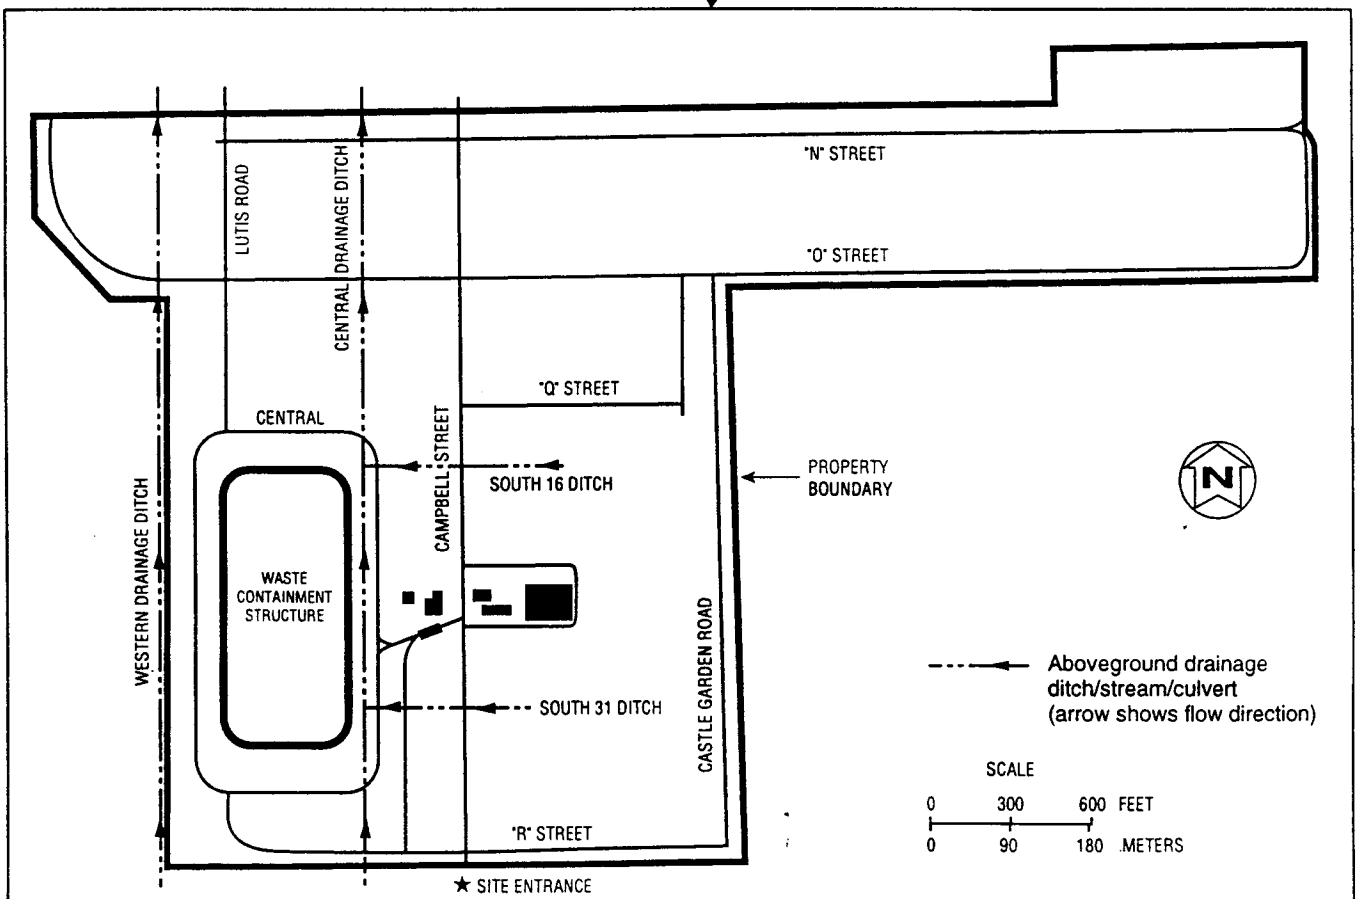 "N" STREET
LUTIS ROAD
CENTRAL DRAINAGE DITCH
"O" STREET
"Q" STREET
CENTRAL
CAMPBELL STREET
SOUTH 16 DITCH
PROPERTY
BOUNDARY
N
WESTERN DRAINAGE DITCH
WASTE
CONTAINMENT
STRUCTURE
CASTLE GARDEN ROAD
SOUTH 31 DITCH
Aboveground drainage
ditch/stream/culvert
(arrow shows flow direction)
SCALE
0 300 600 FEET
0 90 180 METERS
"R" STREET
★ SITE ENTRANCE